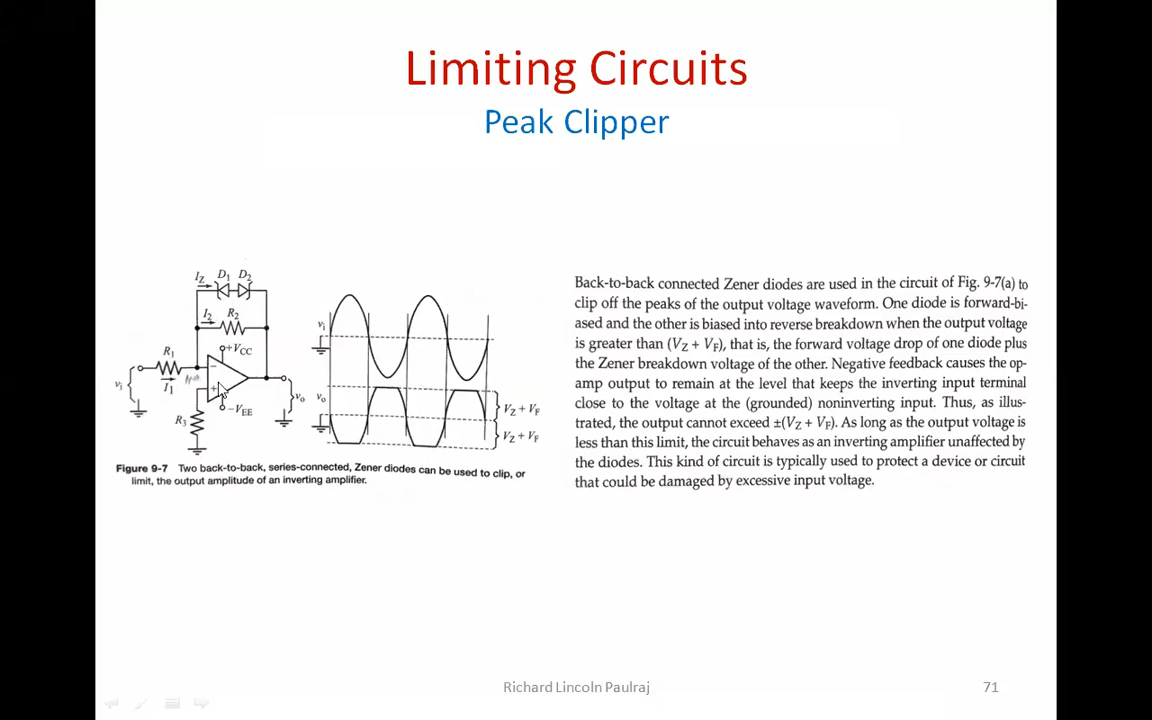 Limiting Circuits
Peak Clipper
I_Z D_1 D_2
I_2 R_2
R_1
+V_CC
v_i
I_1
−
+
−V_EE
R_3
v_o
v_i
v_o
V_Z + V_F
V_Z + V_F
Figure 9-7 Two back-to-back, series-connected, Zener diodes can be used to clip, or
limit, the output amplitude of an inverting amplifier.
Back-to-back connected Zener diodes are used in the circuit of Fig. 9-7(a) to
clip off the peaks of the output voltage waveform. One diode is forward-bi-
ased and the other is biased into reverse breakdown when the output voltage
is greater than (V_Z + V_F), that is, the forward voltage drop of one diode plus
the Zener breakdown voltage of the other. Negative feedback causes the op-
amp output to remain at the level that keeps the inverting input terminal
close to the voltage at the (grounded) noninverting input. Thus, as illus-
trated, the output cannot exceed ±(V_Z + V_F). As long as the output voltage is
less than this limit, the circuit behaves as an inverting amplifier unaffected by
the diodes. This kind of circuit is typically used to protect a device or circuit
that could be damaged by excessive input voltage.
Richard Lincoln Paulraj
71